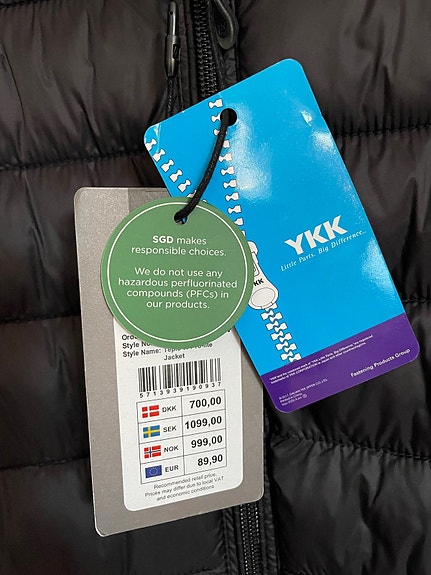 YKK
Little Parts. Big Difference.
YKK
Fastening Products Group
SGD makes
responsible choices.
We do not use any
hazardous perfluorinated
compounds (PFCs) in
our products.
Style Name:
Jacket
5713939190937
DKK 700,00
SEK 1099,00
NOK 999,00
EUR 89,90
Recommended retail price.
Prices may differ due to local VAT
and economic conditions